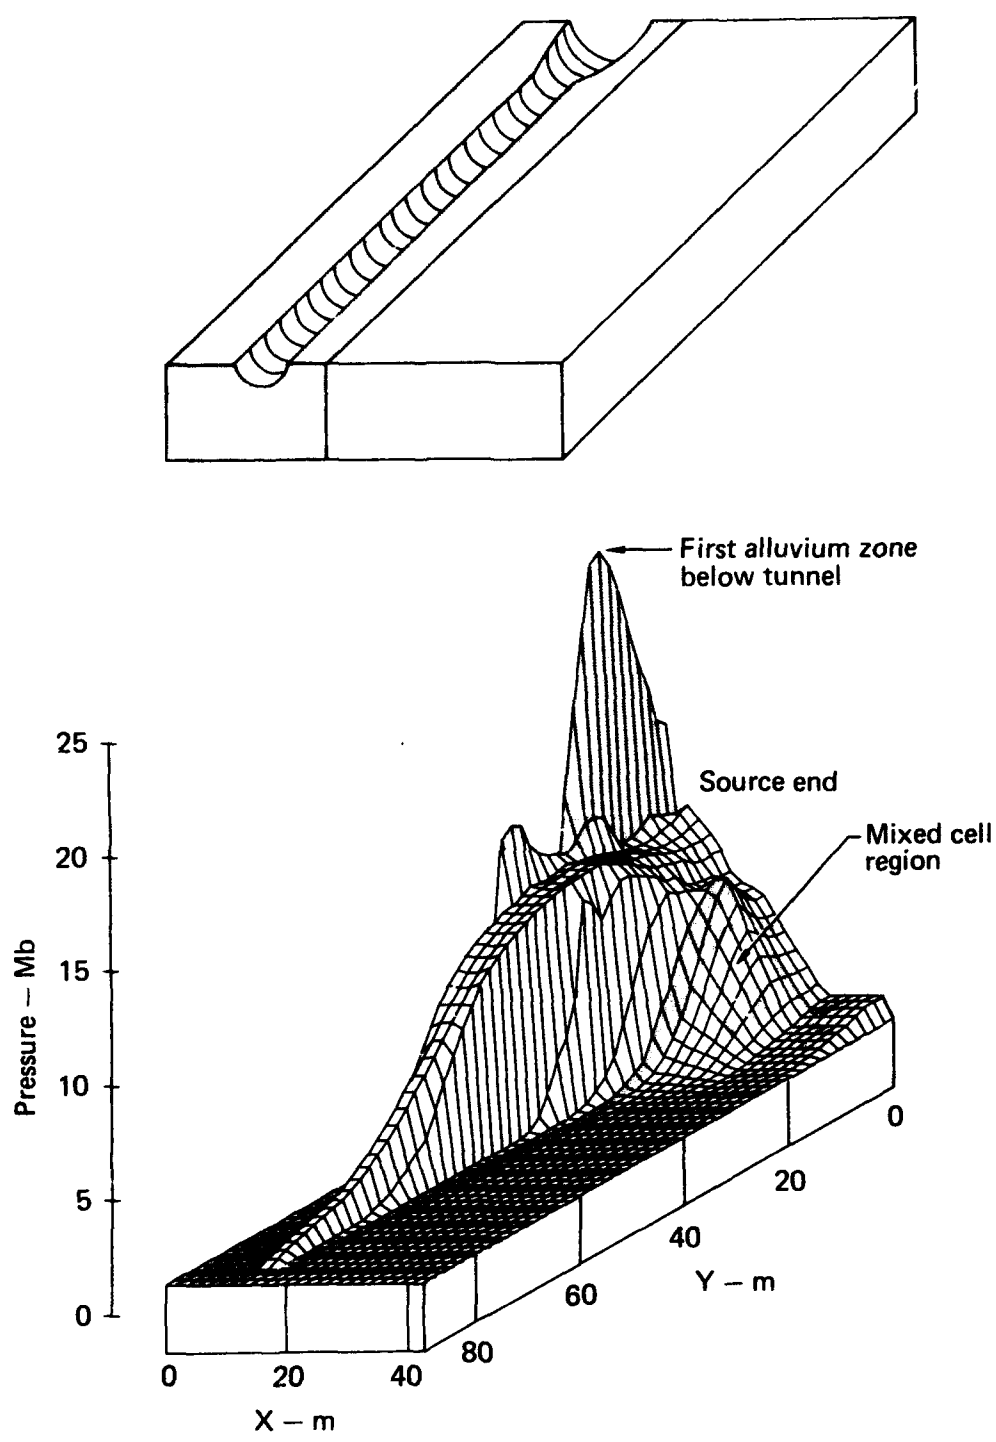 First alluvium zone
below tunnel
Source end
Mixed cell
region
Pressure – Mb
25
20
15
10
5
0
0
20
40
X – m
80
60
40
20
0
Y – m